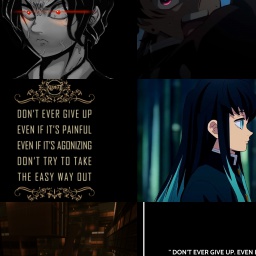 DON'T EVER GIVE UP
EVEN IF IT'S PAINFUL
EVEN IF IT'S AGONIZING
DON'T TRY TO TAKE
THE EASY WAY OUT
" DON'T EVER GIVE UP. EVEN I